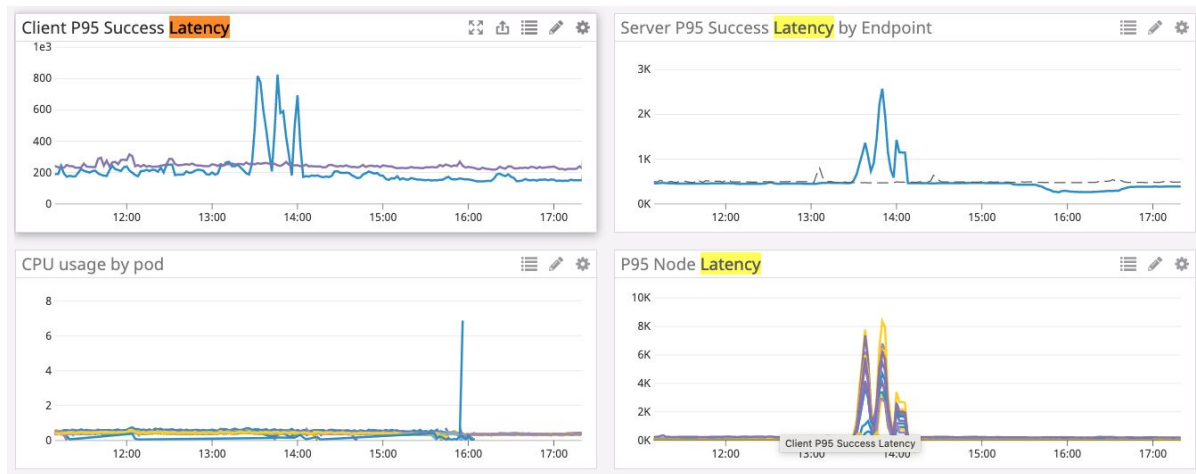 Client P95 Success Latency
1e3
800
600
400
200
0
12:00 13:00 14:00 15:00 16:00 17:00
Server P95 Success Latency by Endpoint
3K
2K
1K
0K
12:00 13:00 14:00 15:00 16:00 17:00
CPU usage by pod
8
6
4
2
0
12:00 13:00 14:00 15:00 16:00 17:00
P95 Node Latency
10K
8K
6K
4K
2K
0K
12:00 13:00 14:00 15:00 16:00 17:00
Client P95 Success Latency